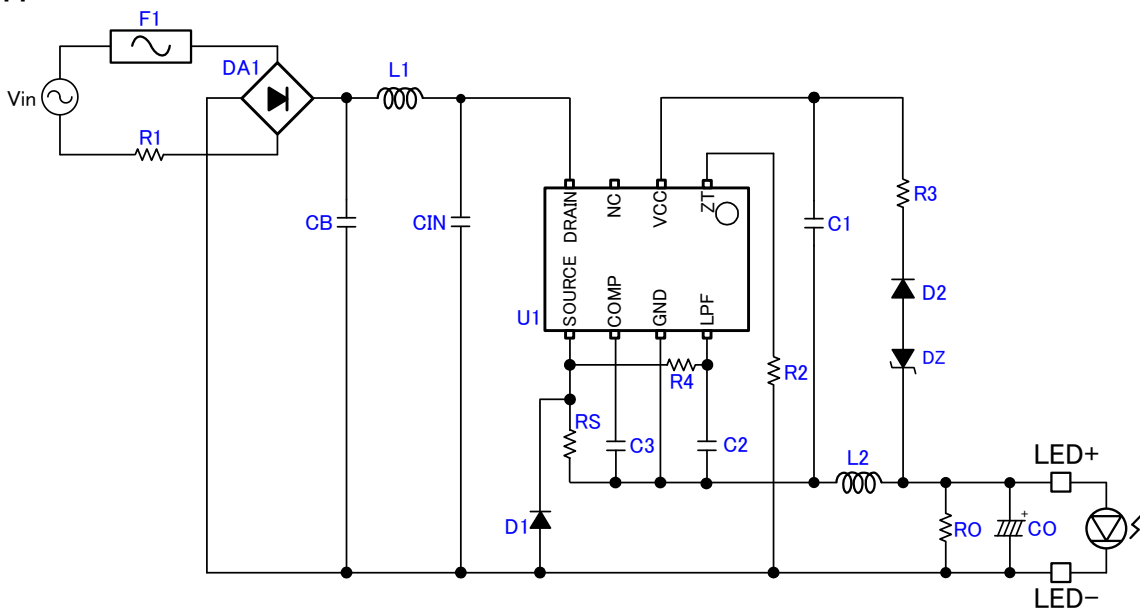 F1
Vin
DA1
L1
R1
CB
CIN
DRAIN
NC
VCC
ZT
SOURCE
COMP
GND
LPF
U1
C1
R3
D2
DZ
R2
R4
RS
C3
C2
L2
D1
RO
CO
+
LED+
LED-